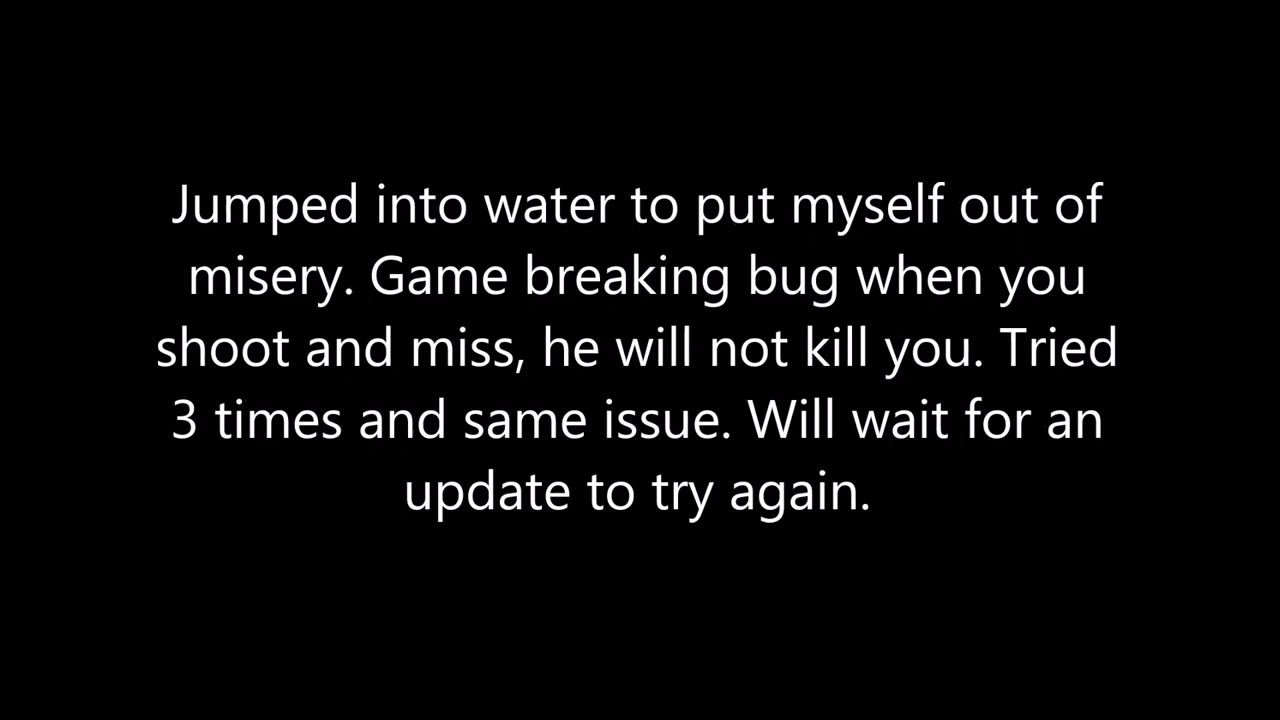 Jumped into water to put myself out of
misery. Game breaking bug when you
shoot and miss, he will not kill you. Tried
3 times and same issue. Will wait for an
update to try again.